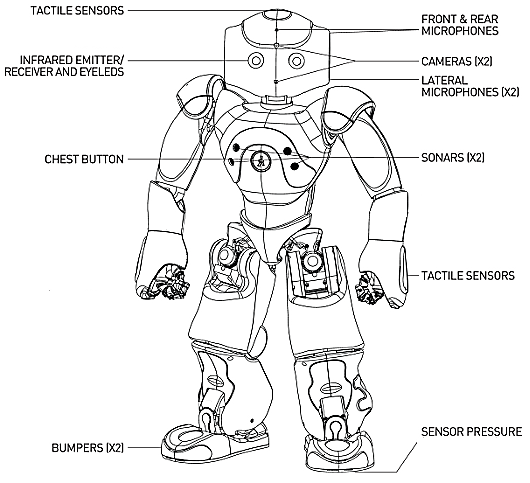 TACTILE SENSORS
FRONT & REAR
MICROPHONES
INFRARED EMITTER/
RECEIVER AND EYELEDS
CAMERAS (X2)
LATERAL
MICROPHONES (X2)
CHEST BUTTON
SONARS (X2)
TACTILE SENSORS
SENSOR PRESSURE
BUMPERS (X2)